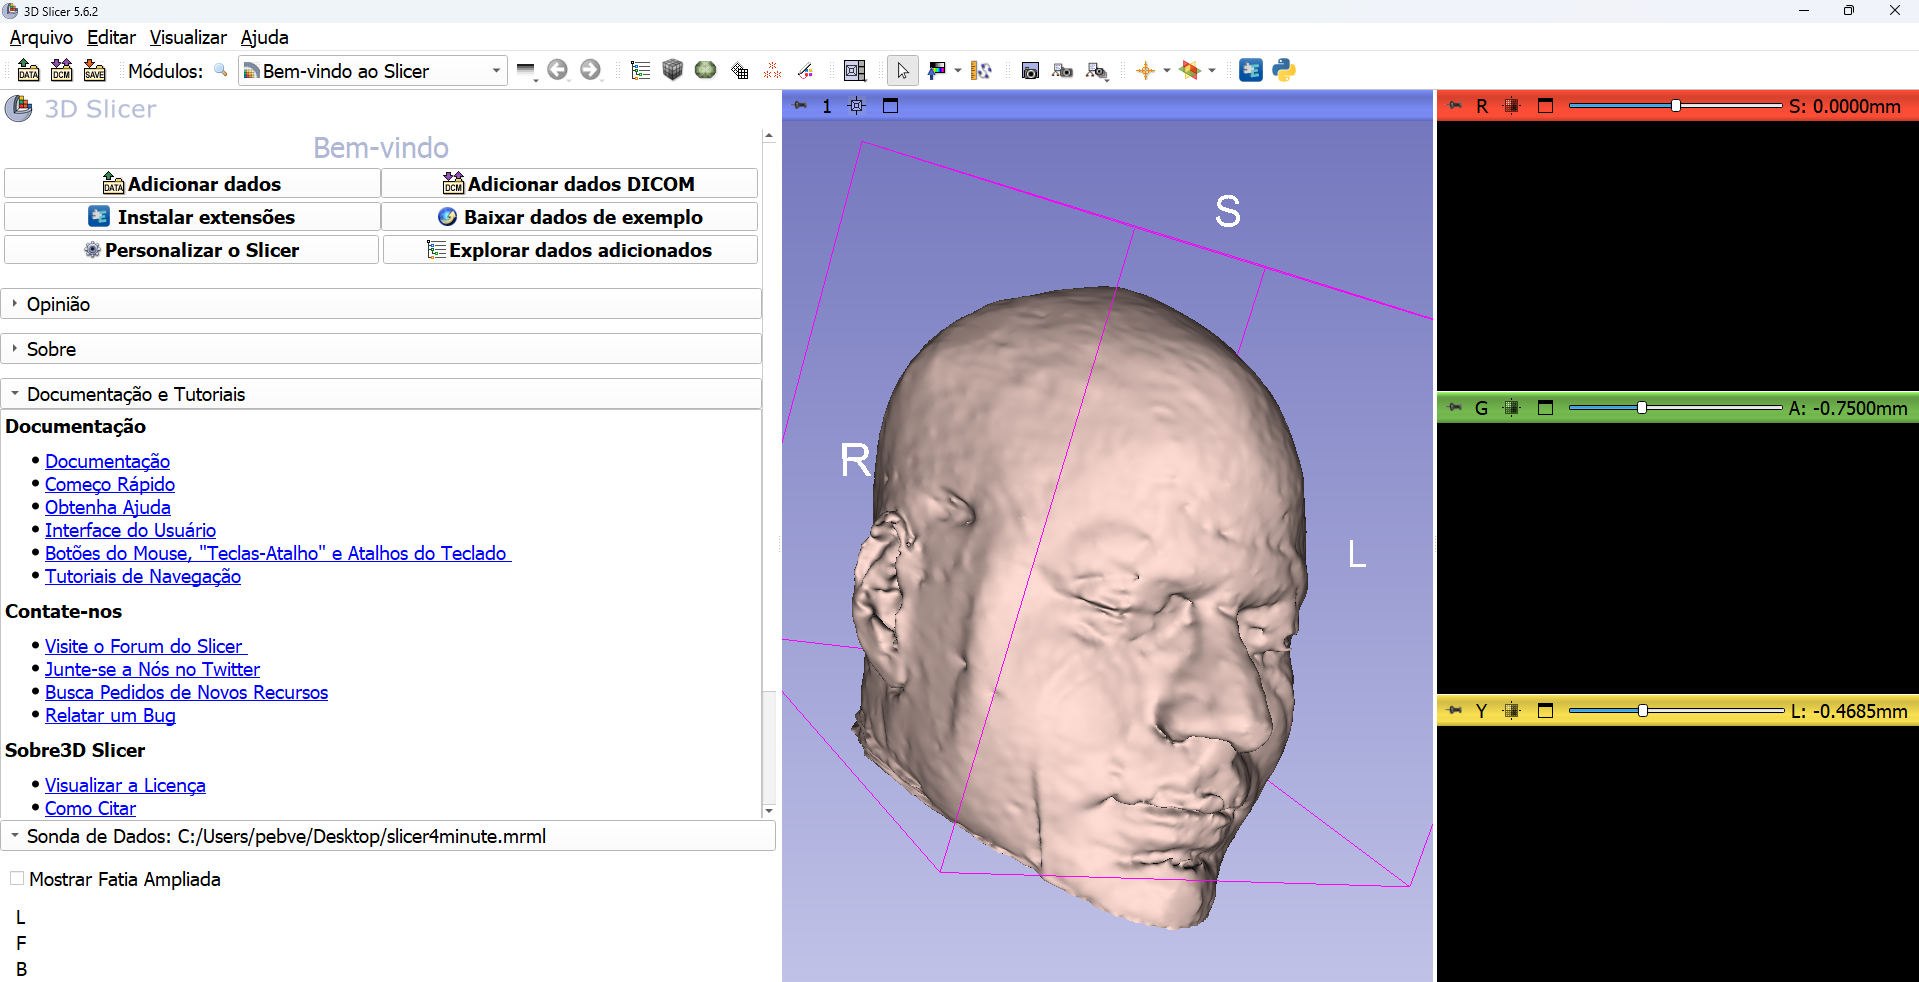 3D Slicer 5.6.2
Arquivo Editar Visualizar Ajuda
DATA DCM SAVE Módulos: Bem-vindo ao Slicer
3D Slicer
Bem-vindo
DATA Adicionar dados DCM Adicionar dados DICOM
Instalar extensões Baixar dados de exemplo
Personalizar o Slicer Explorar dados adicionados
Opinião
Sobre
Documentação e Tutoriais
Documentação
Documentação
Começo Rápido
Obtenha Ajuda
Interface do Usuário
Botões do Mouse, "Teclas-Atalho" e Atalhos do Teclado
Tutoriais de Navegação
Contate-nos
Visite o Forum do Slicer
Junte-se a Nós no Twitter
Busca Pedidos de Novos Recursos
Relatar um Bug
Sobre3D Slicer
Visualizar a Licença
Como Citar
Sonda de Dados: C:/Users/pebve/Desktop/slicer4minute.mrml
Mostrar Fatia Ampliada
L
F
B
1
S
R
L
R S: 0.0000mm
G A: -0.7500mm
Y L: -0.4685mm